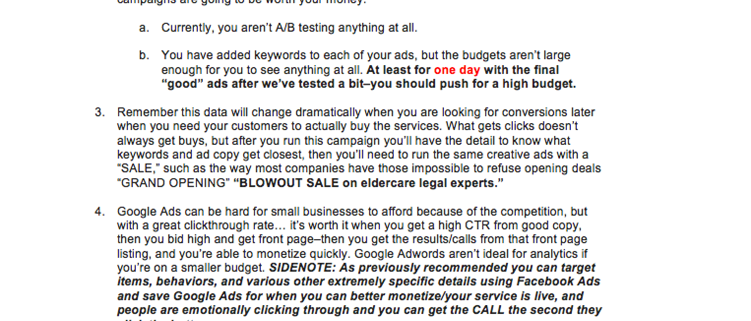 campaigns are going to be worth your money.
a. Currently, you aren't A/B testing anything at all.
b. You have added keywords to each of your ads, but the budgets aren't large
enough for you to see anything at all. At least for one day with the final
"good" ads after we've tested a bit–you should push for a high budget.
3. Remember this data will change dramatically when you are looking for conversions later
when you need your customers to actually buy the services. What gets clicks doesn't
always get buys, but after you run this campaign you'll have the detail to know what
keywords and ad copy get closest, then you'll need to run the same creative ads with a
"SALE," such as the way most companies have those impossible to refuse opening deals
"GRAND OPENING" "BLOWOUT SALE on eldercare legal experts."
4. Google Ads can be hard for small businesses to afford because of the competition, but
with a great clickthrough rate... it's worth it when you get a high CTR from good copy,
then you bid high and get front page–then you get the results/calls from that front page
listing, and you're able to monetize quickly. Google Adwords aren't ideal for analytics if
you're on a smaller budget. SIDENOTE: As previously recommended you can target
items, behaviors, and various other extremely specific details using Facebook Ads
and save Google Ads for when you can better monetize/your service is live, and
people are emotionally clicking through and you can get the CALL the second they